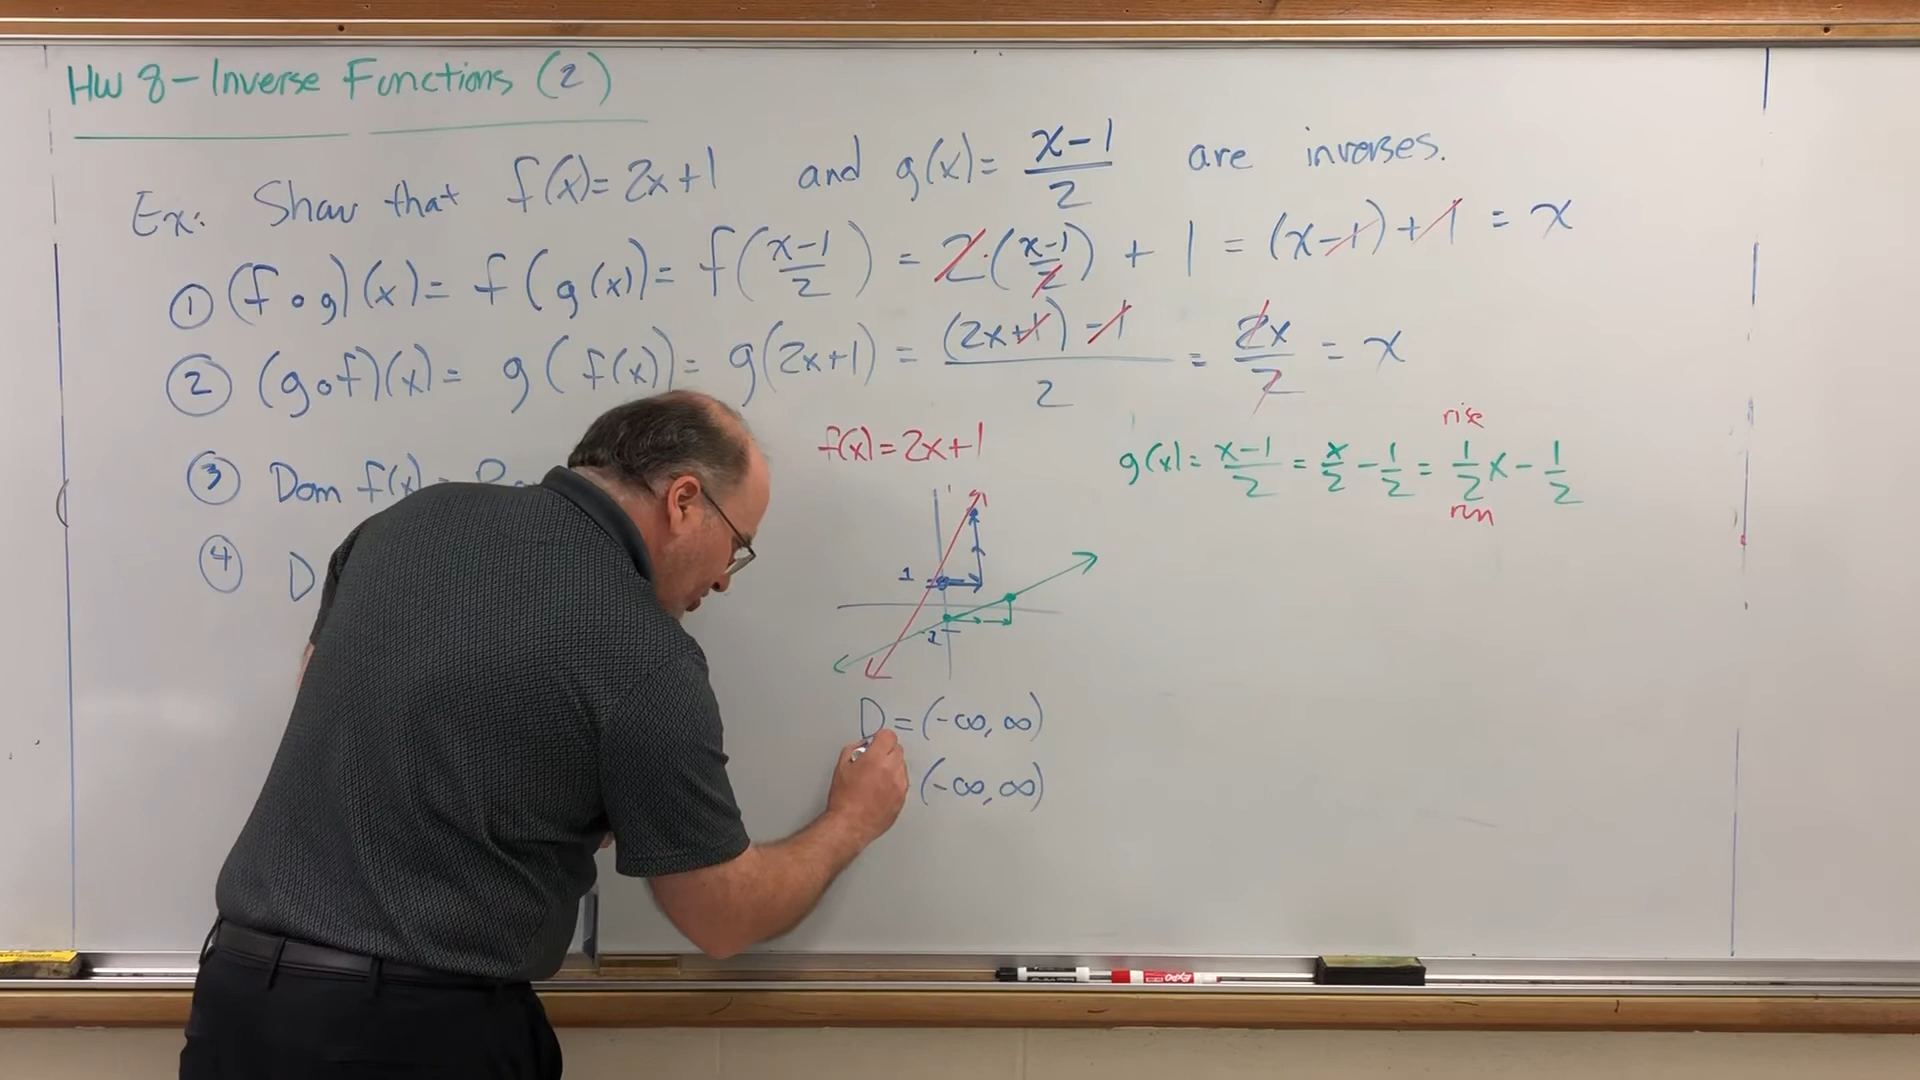 HW 8 – Inverse Functions (2)
Ex: Show that f(x) = 2x+1 and g(x) = (x-1)/2 are inverses.
① (f∘g)(x) = f(g(x)) = f((x-1)/2) = 2·((x-1)/2) + 1 = (x-1)+1 = x
② (g∘f)(x) = g(f(x)) = g(2x+1) = ((2x+1)-1)/2 = 2x/2 = x
③ Dom f(x) =
④ D
f(x) = 2x+1
rise
g(x) = (x-1)/2 = x/2 - 1/2 = 1/2 x - 1/2
run
1
D = (-∞, ∞)
(-∞, ∞)
EXPO